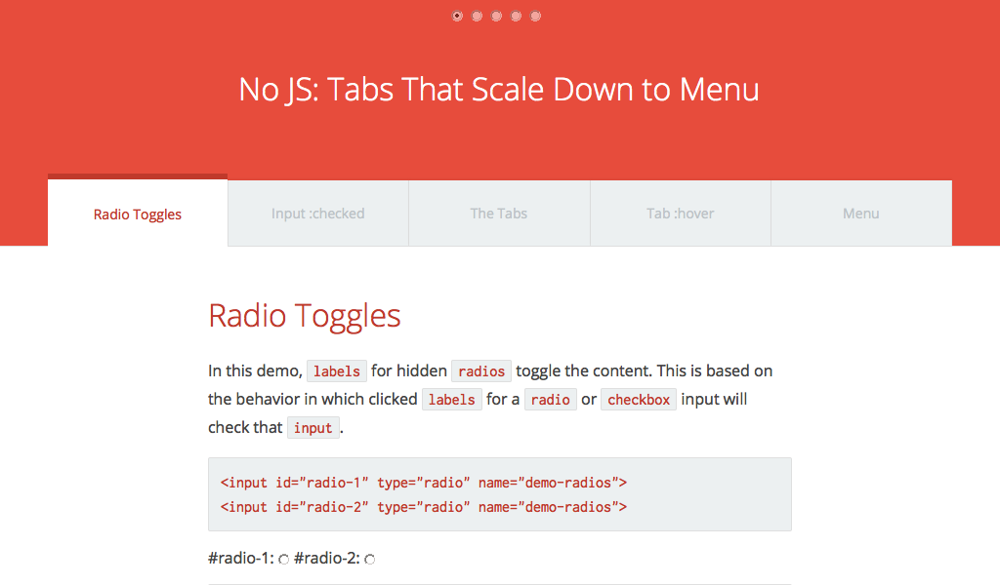 No JS: Tabs That Scale Down to Menu
Radio Toggles
Input :checked
The Tabs
Tab :hover
Menu
Radio Toggles
In this demo, labels for hidden radios toggle the content. This is based on
the behavior in which clicked labels for a radio or checkbox input will
check that input.
<input id="radio-1" type="radio" name="demo-radios">
<input id="radio-2" type="radio" name="demo-radios">
#radio-1: #radio-2: